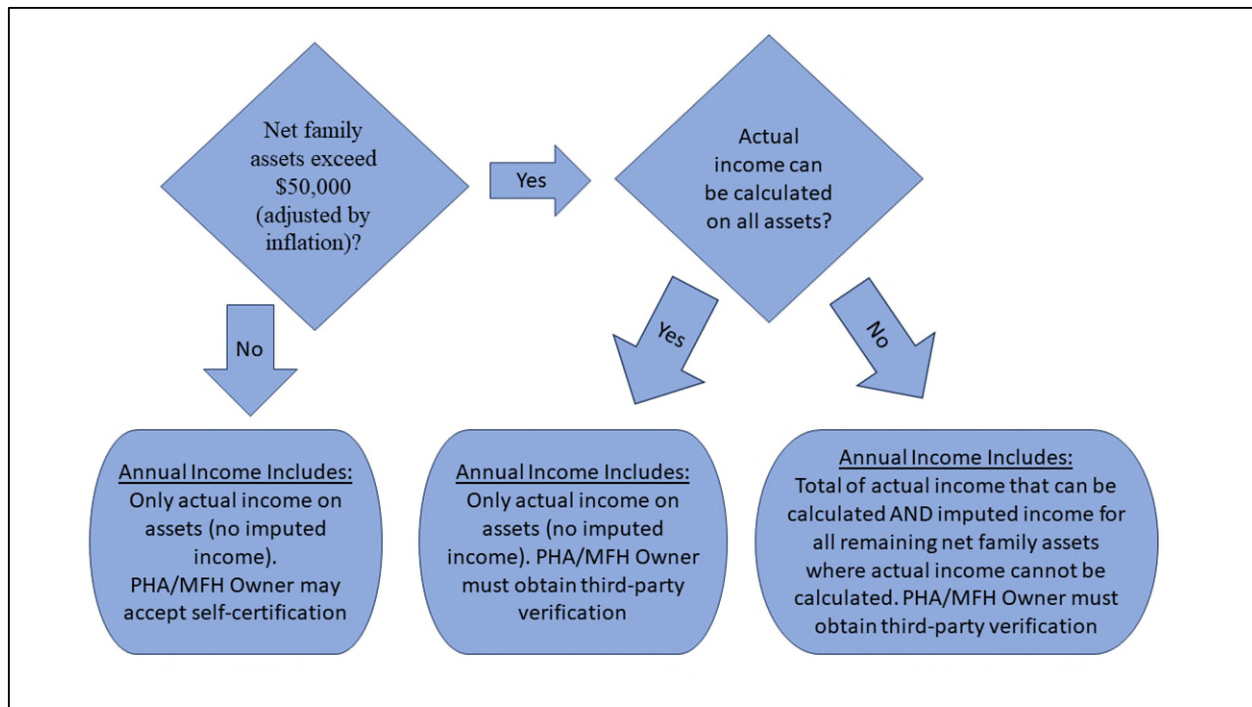 Net family
assets exceed
$50,000
(adjusted by
inflation)?
Yes
Actual
income can
be calculated
on all assets?
No
Yes
No
Annual Income Includes:
Only actual income on
assets (no imputed
income).
PHA/MFH Owner may
accept self-certification
Annual Income Includes:
Only actual income on
assets (no imputed
income). PHA/MFH Owner
must obtain third-party
verification
Annual Income Includes:
Total of actual income that can be
calculated AND imputed income for
all remaining net family assets
where actual income cannot be
calculated. PHA/MFH Owner must
obtain third-party verification